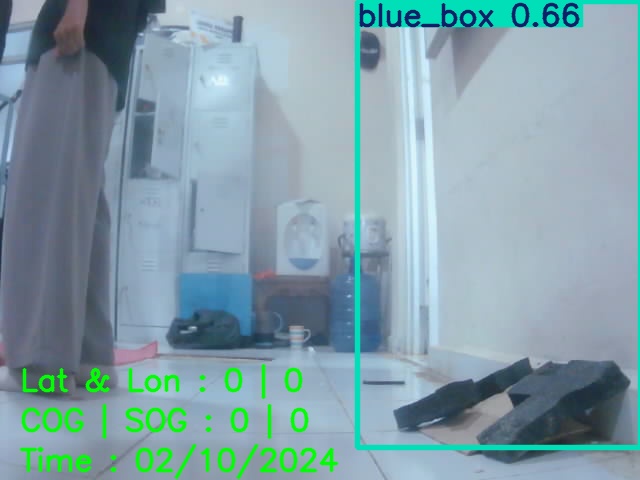 blue_box 0.66
Lat & Lon : 0 | 0
COG | SOG : 0 | 0
Time : 02/10/2024